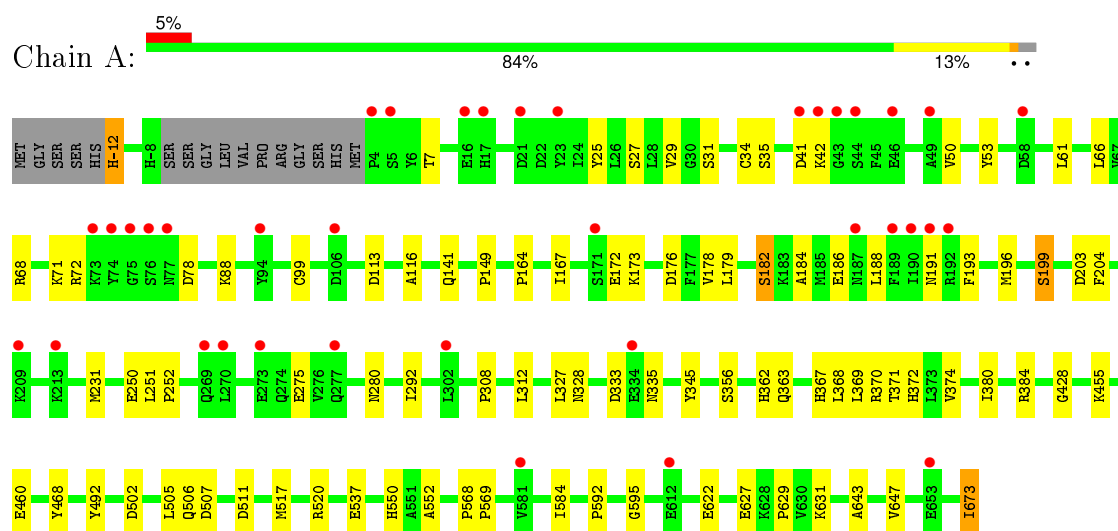 5%
Chain A:
84% 13% • •
MET GLY SER SER HIS H-12 H-8 SER SER GLY LEU VAL PRO ARG GLY SER HIS MET P4 S5 Y6 T7 E16 H17 D21 D22 Y23 I24 Y25 L26 S27 L28 V29 G30 S31 C34 S35 D41 K42 G43 S44 F45 E46 A49 V50 Y53 D58 L61 L66 V67
R68 K71 R72 K73 Y74 G75 S76 N77 D78 K88 Y94 C99 D106 D113 A116 Q141 P149 P164 I167 S171 E172 K173 D176 F177 V178 L179 S182 K183 A184 M185 E186 N187 L188 F189 I190 N191 R192 F193 M196 S199 D203 F204
K209 K213 M231 E250 L251 P252 Q269 L270 E273 Q274 E275 V276 Q277 N280 I292 L302 P308 L312 L327 N328 D333 E334 N335 Y345 S356 H362 Q363 H367 L368 L369 R370 I371 H372 L373 V374 I380 R384 G428 K455
E460 Y468 Y492 D502 L505 Q506 D507 D511 M517 R520 E537 H550 A551 A552 P568 P569 V581 I584 P592 G595 E612 E622 E627 K628 P629 V630 K631 A643 V647 E653 I673